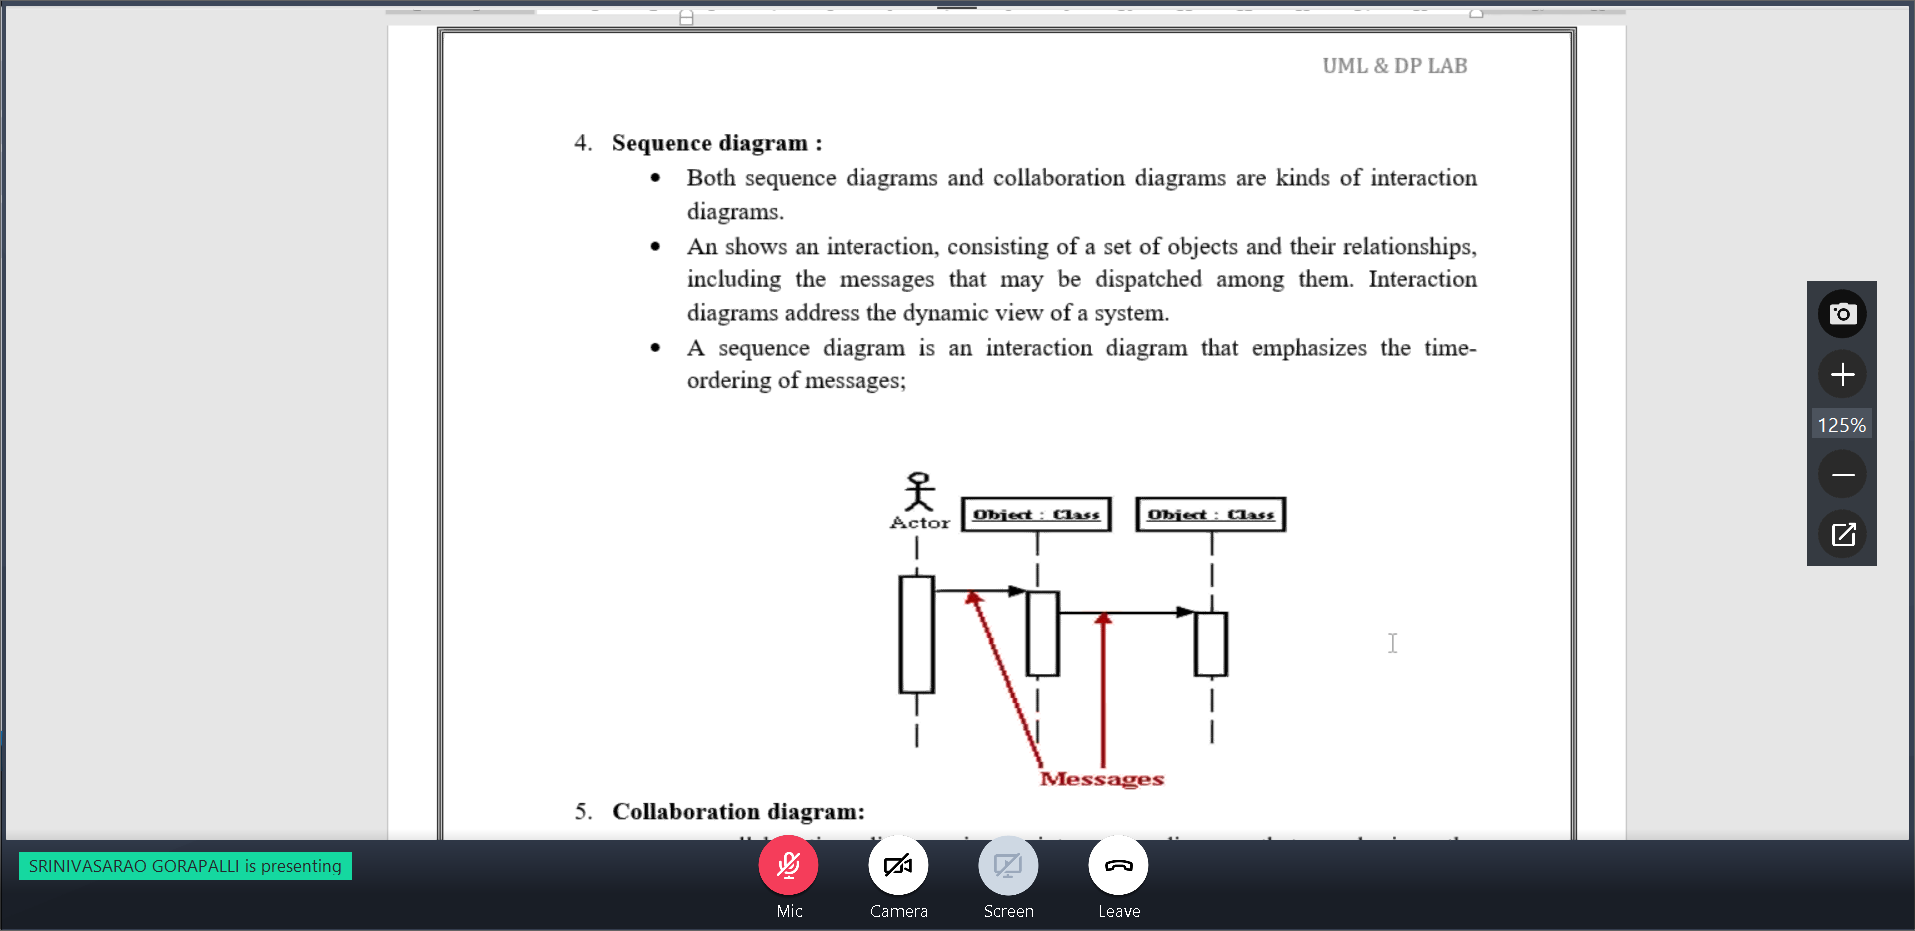 UML & DP LAB
4. Sequence diagram :
• Both sequence diagrams and collaboration diagrams are kinds of interaction
diagrams.
• An shows an interaction, consisting of a set of objects and their relationships,
including the messages that may be dispatched among them. Interaction
diagrams address the dynamic view of a system.
• A sequence diagram is an interaction diagram that emphasizes the time-
ordering of messages;
Actor
Object : Class
Object : Class
Messages
5. Collaboration diagram:
125%
SRINIVASARAO GORAPALLI is presenting
Mic
Camera
Screen
Leave